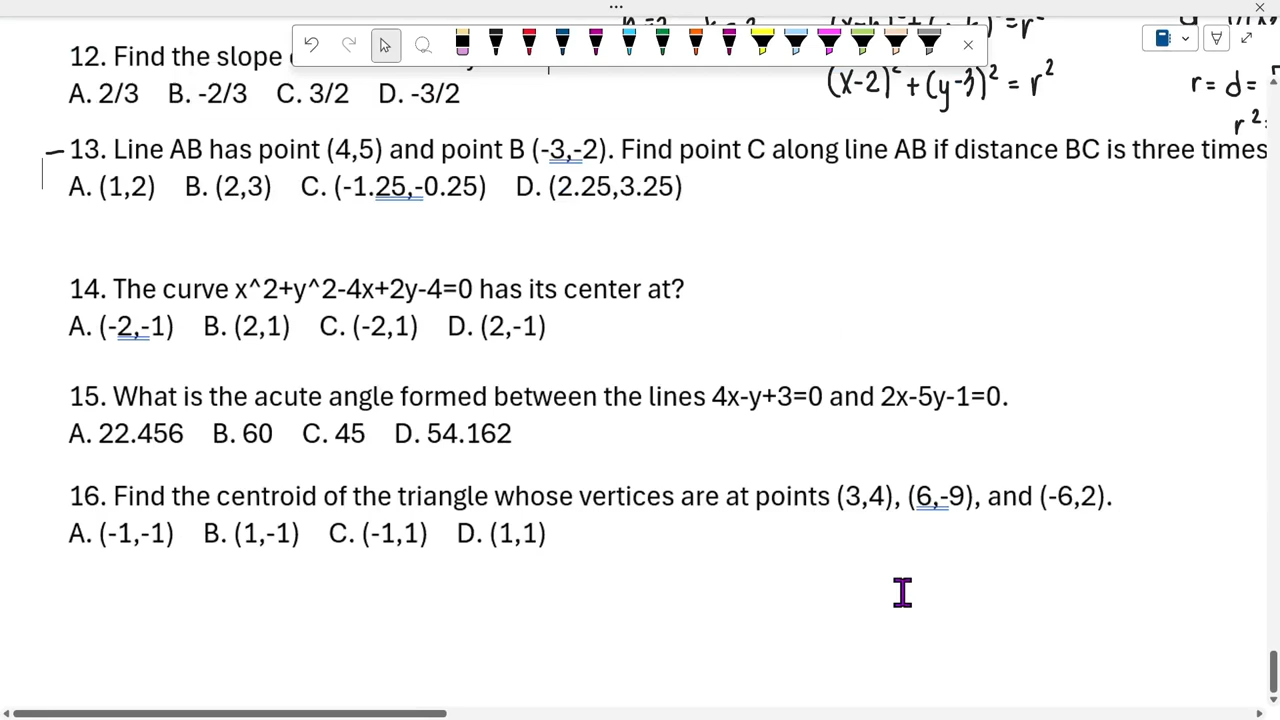 (x-2)² + (y-3)² = r²
r = d =
r² =
12. Find the slope
A. 2/3 B. -2/3 C. 3/2 D. -3/2
13. Line AB has point (4,5) and point B (-3,-2). Find point C along line AB if distance BC is three times
A. (1,2) B. (2,3) C. (-1.25,-0.25) D. (2.25,3.25)
14. The curve x^2+y^2-4x+2y-4=0 has its center at?
A. (-2,-1) B. (2,1) C. (-2,1) D. (2,-1)
15. What is the acute angle formed between the lines 4x-y+3=0 and 2x-5y-1=0.
A. 22.456 B. 60 C. 45 D. 54.162
16. Find the centroid of the triangle whose vertices are at points (3,4), (6,-9), and (-6,2).
A. (-1,-1) B. (1,-1) C. (-1,1) D. (1,1)